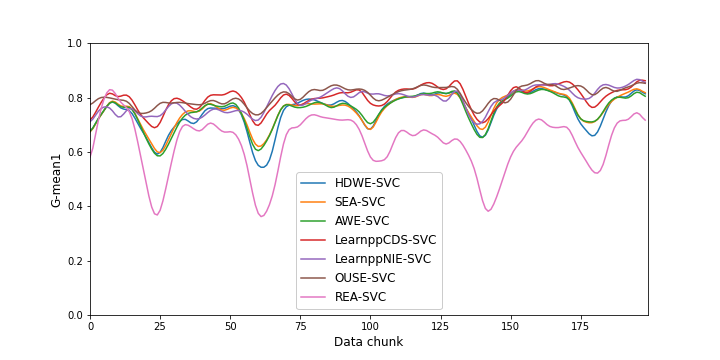 1.0
0.8
0.6
0.4
0.2
0.0
G-mean1
HDWE-SVC
SEA-SVC
AWE-SVC
LearnppCDS-SVC
LearnppNIE-SVC
OUSE-SVC
REA-SVC
0 25 50 75 100 125 150 175
Data chunk